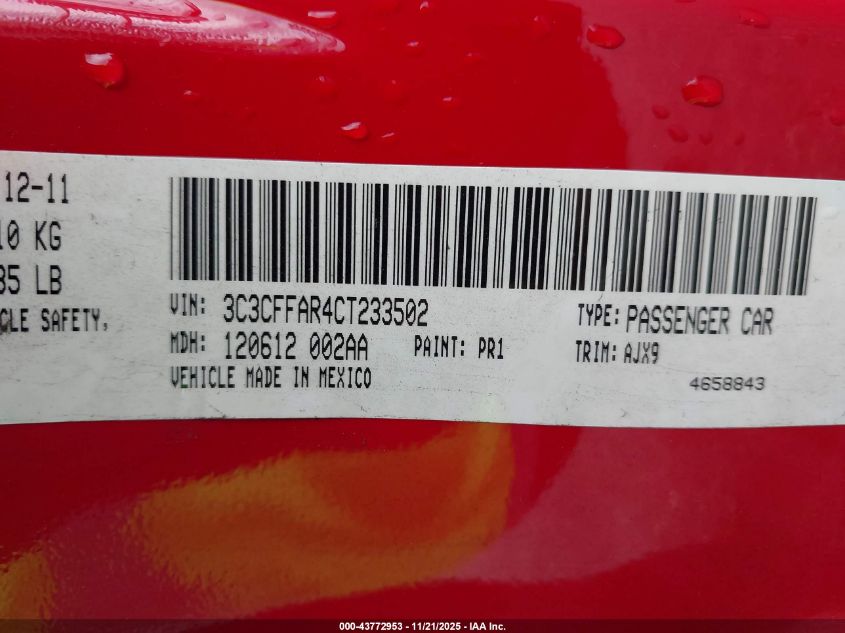 12-11
10 KG
85 LB
CLE SAFETY,
VIN: 3C3CFFAR4CT233502
TYPE: PASSENGER CAR
MDH: 120612 002AA
PAINT: PR1
TRIM: AJX9
VEHICLE MADE IN MEXICO
4658843
000-43772953 - 11/21/2025 - IAA Inc.